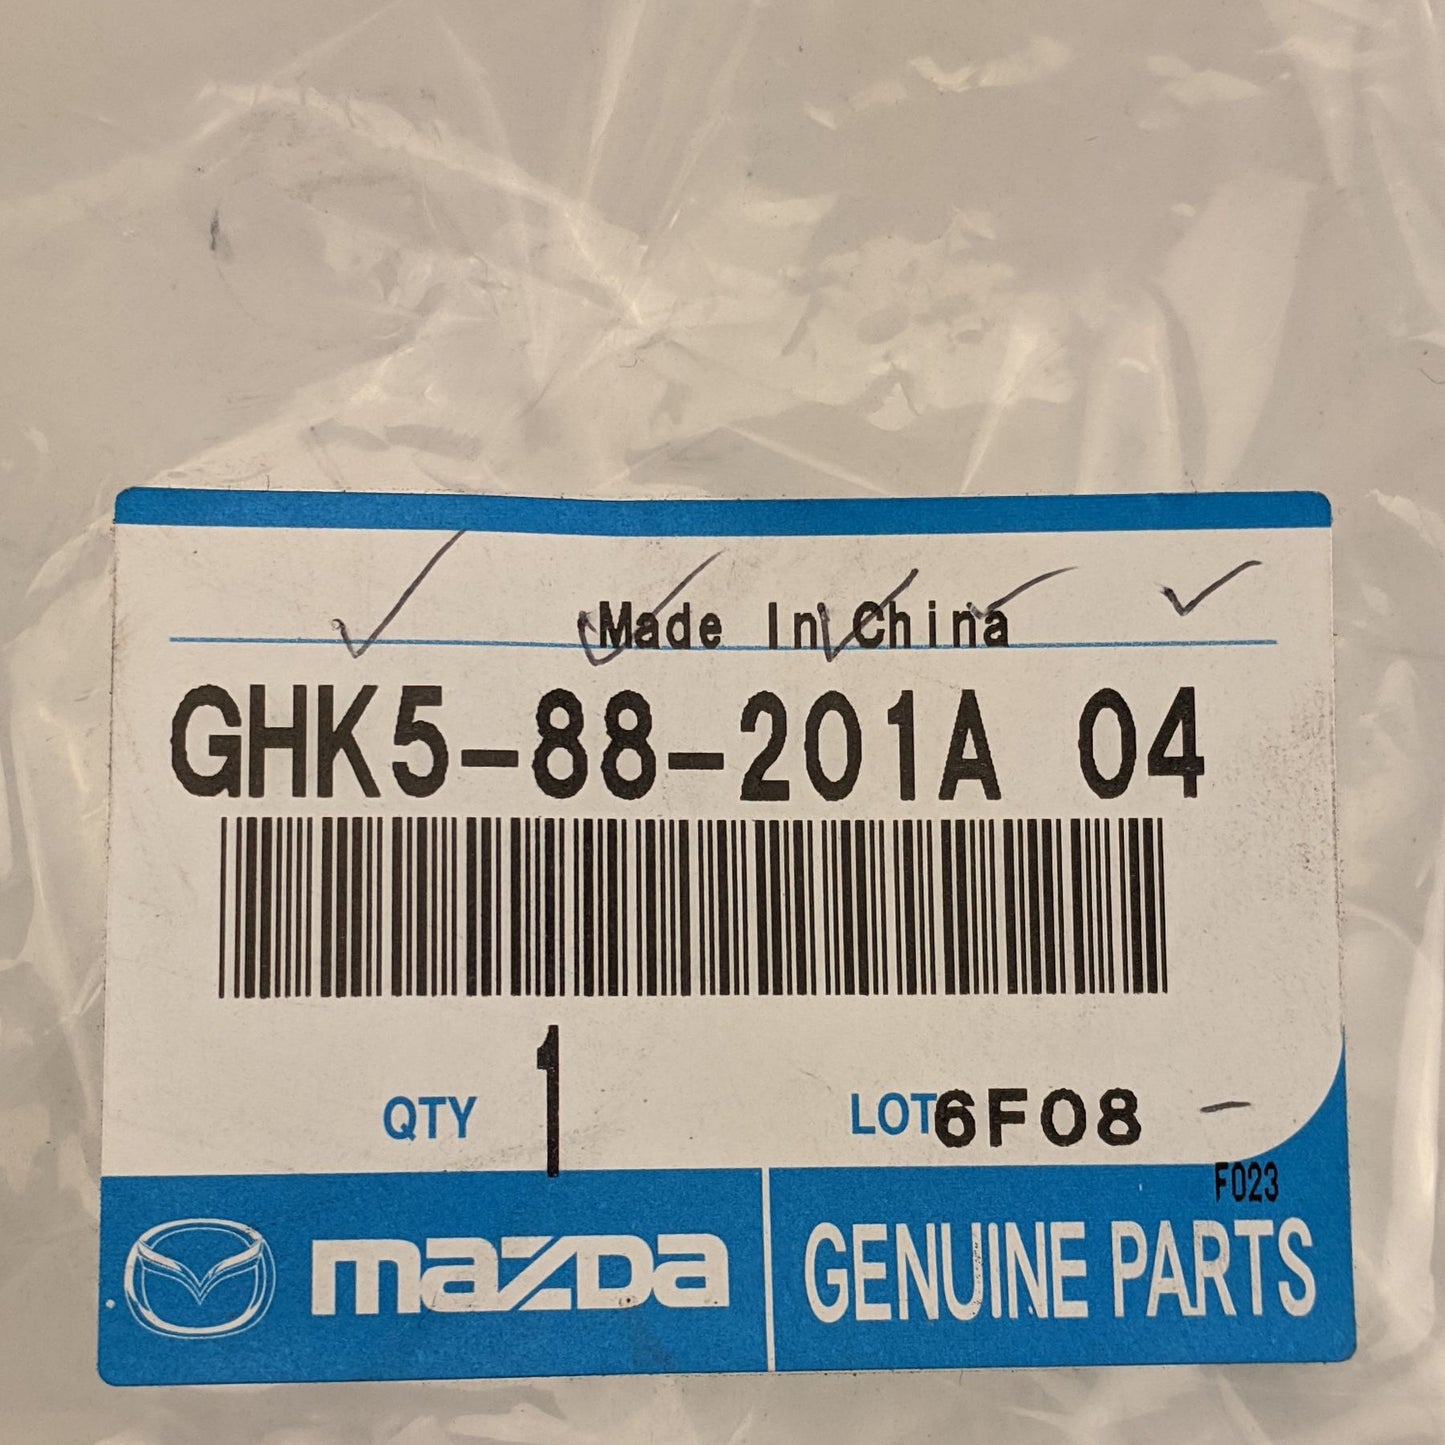 Made In China
GHK5-88-201A 04
QTY 1 LOT 6F08
F023
mazda GENUINE PARTS